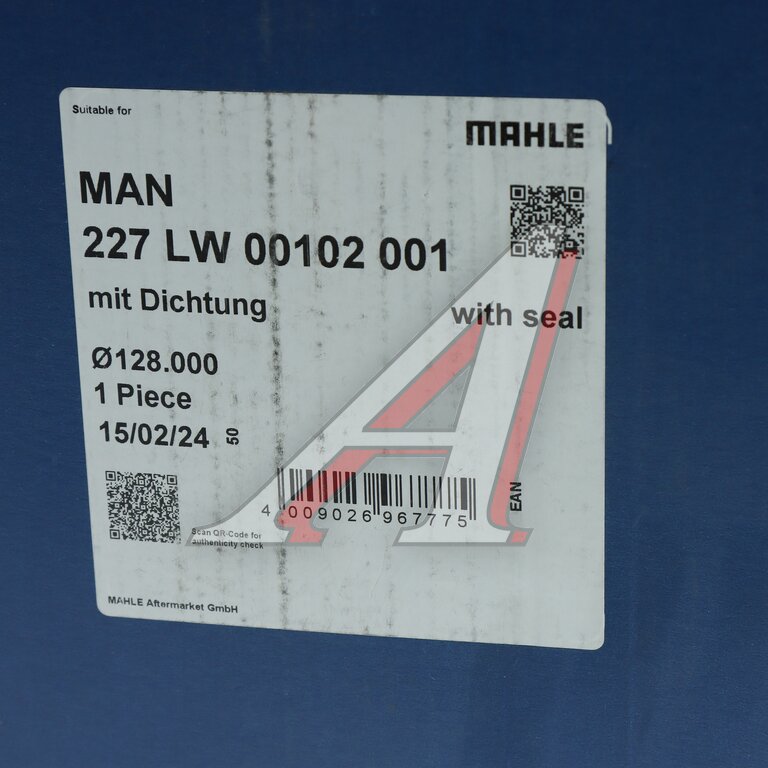 Suitable for
MAHLE
MAN
227 LW 00102 001
mit Dichtung
with seal
Ø128.000
1 Piece
15/02/24 50
4 009026 967775
EAN
Scan QR-Code for
authenticity check
MAHLE Aftermarket GmbH